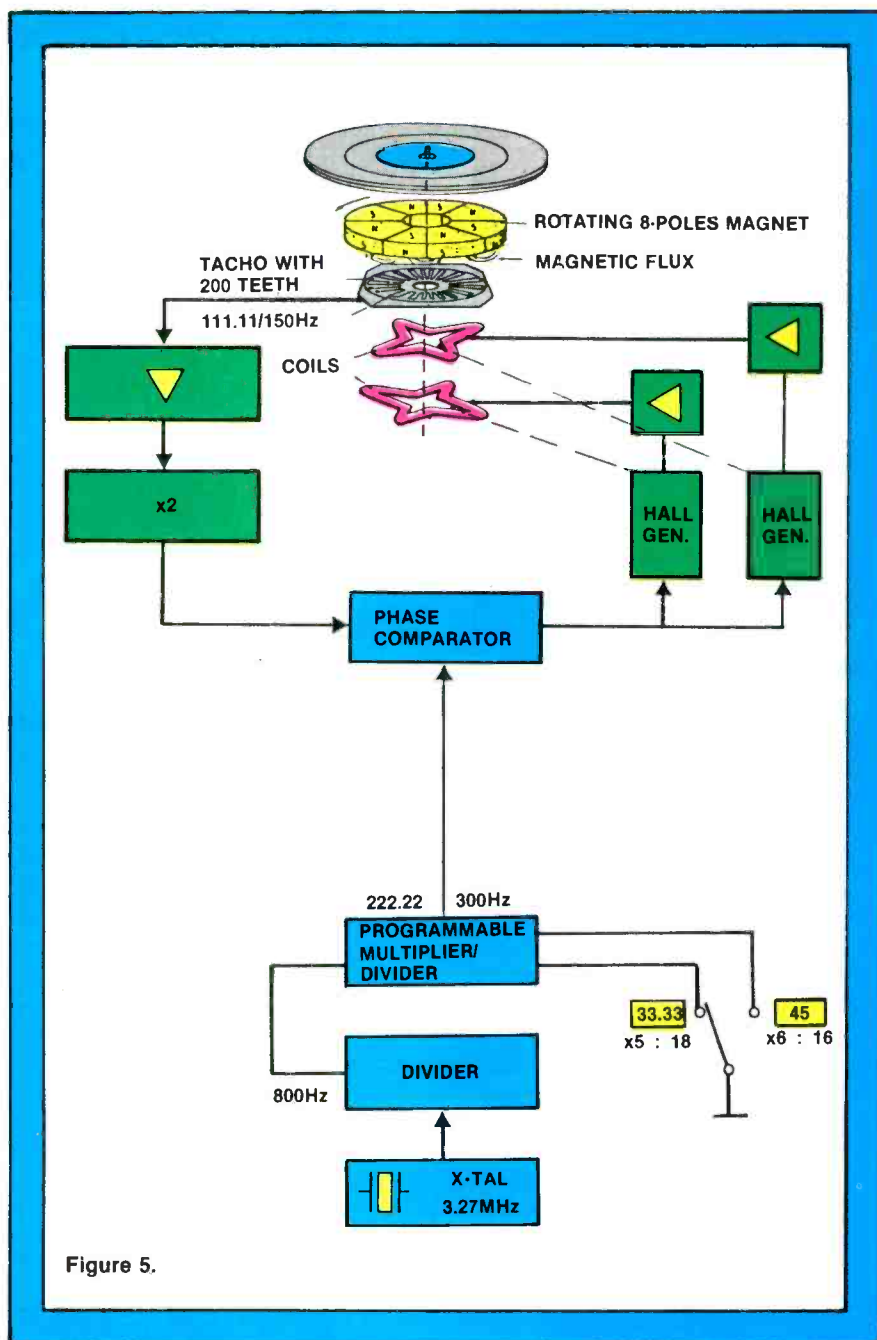 ROTATING 8-POLES MAGNET
MAGNETIC FLUX
TACHO WITH
200 TEETH
111.11/150Hz
COILS
x2
HALL
GEN.
HALL
GEN.
PHASE
COMPARATOR
222.22 300Hz
PROGRAMMABLE
MULTIPLIER/
DIVIDER
33.33
x5 : 18
45
x6 : 16
DIVIDER
800Hz
X-TAL
3.27MHz
Figure 5.